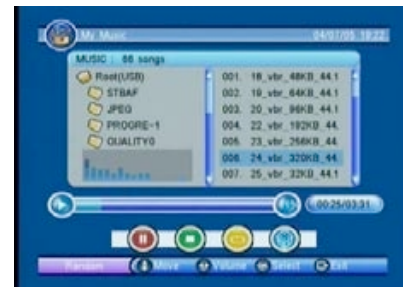 My Music 04/07/05 19:22
MUSIC : 66 songs
Root(USB)
STBAF
JPEG
PROGRE~1
QUALITY0
001. 18_vbr_48KB_44.1
002. 19_vbr_64KB_44.1
003. 20_vbr_96KB_44.1
004. 22_vbr_192KB_44.
005. 23_vbr_256KB_44.
006. 24_vbr_320KB_44.
007. 25_vbr_32KB_44.1
00:25/03:31
Random Move Volume Select Exit